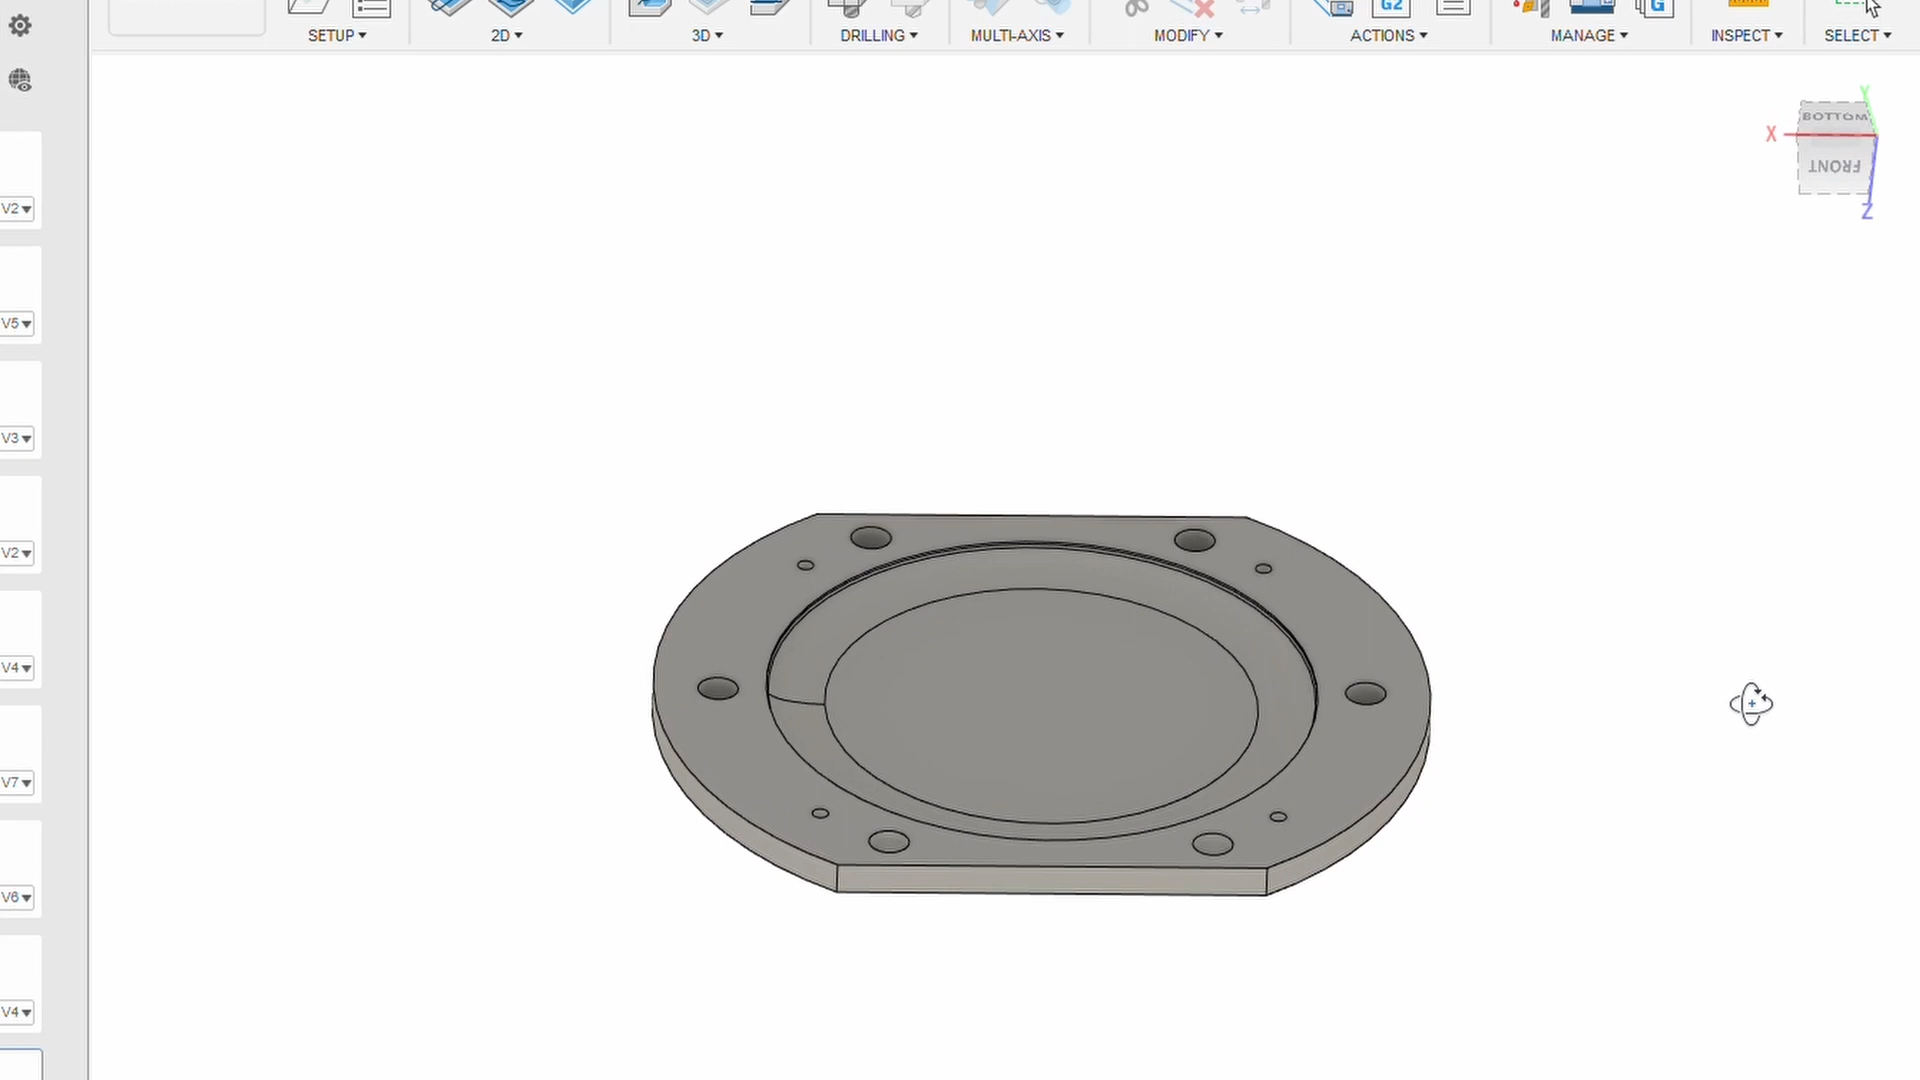 SETUP 2D 3D DRILLING MULTI-AXIS MODIFY ACTIONS MANAGE INSPECT SELECT
G2 G
Y
BOTTOM
X
FRONT
Z
V2
V5
V3
V2
V4
V7
V6
V4